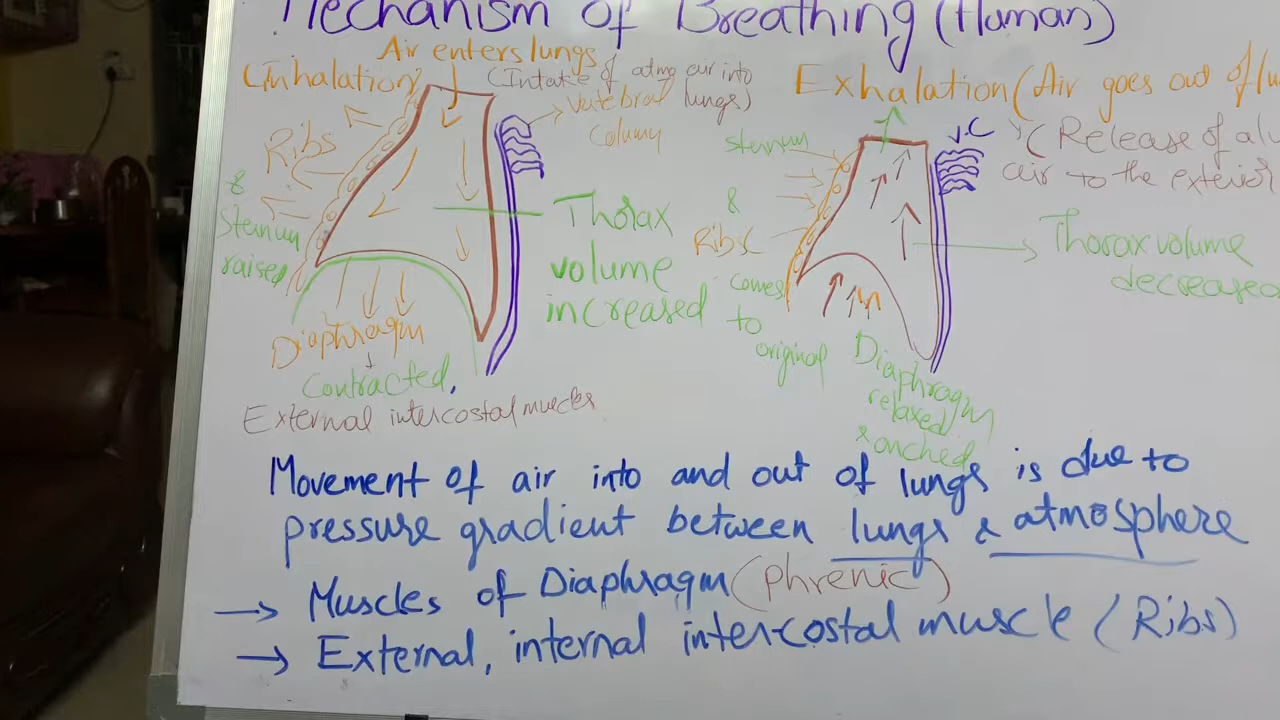 Mechanism of Breathing (Human)
Air enters lungs
(Inhalation)
(Intake of atmo air into
lungs)
Vertebral
Column
Ribs
&
Sternum
raised
Thorax
volume
increased
Diaphragm
Contracted,
External intercostal muscles
Exhalation (Air goes out of lu
(Release of alv
air to the exterior
V.C
sternum
&
Ribs
comes
to
original
Thorax volume
decreased
Diaphragm
relaxed
& arched
Movement of air into and out of lungs is due to
pressure gradient between lungs & atmosphere
→ Muscles of Diaphragm (phrenic)
→ External, internal intercostal muscle (Ribs)